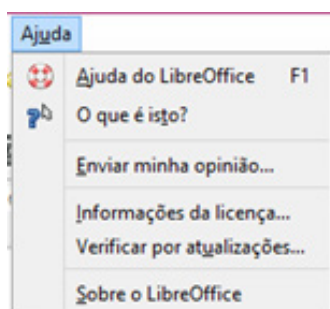 Ajuda
Ajuda do LibreOffice F1
O que é isto?
Enviar minha opinião...
Informações da licença...
Verificar por atualizações...
Sobre o LibreOffice